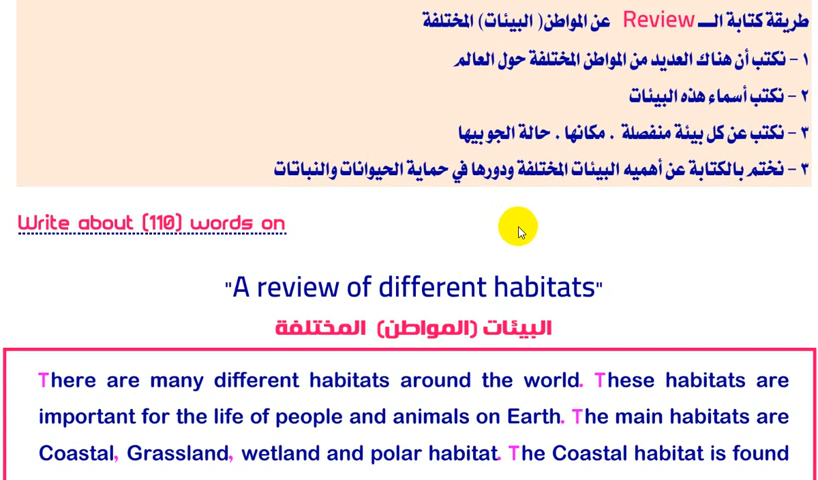 طريقة كتابة الـــ Review عن المواطن( البيئات) المختلفة
١ - نكتب أن هناك العديد من المواطن المختلفة حول العالم
٢ - نكتب أسماء هذه البيئات
٣ - نكتب عن كل بيئة منفصلة . مكانها . حالة الجو بيها
٣ - نختم بالكتابة عن أهميه البيئات المختلفة ودورها في حماية الحيوانات والنباتات
Write about (110) words on
"A review of different habitats"
البيئات (المواطن) المختلفة
There are many different habitats around the world. These habitats are
important for the life of people and animals on Earth. The main habitats are
Coastal, Grassland, wetland and polar habitat. The Coastal habitat is found